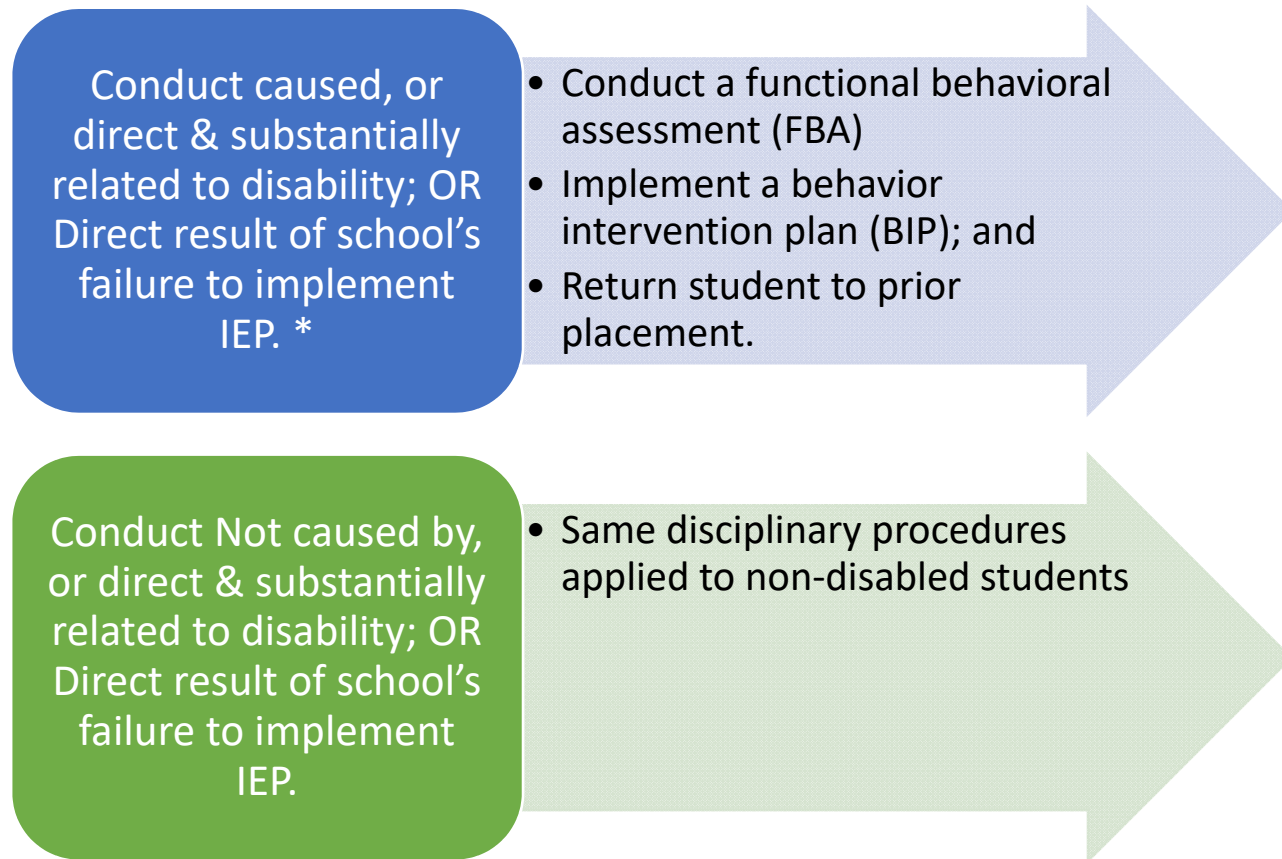 Conduct caused, or
direct & substantially
related to disability; OR
Direct result of school’s
failure to implement
IEP. *
• Conduct a functional behavioral
assessment (FBA)
• Implement a behavior
intervention plan (BIP); and
• Return student to prior
placement.
Conduct Not caused by,
or direct & substantially
related to disability; OR
Direct result of school’s
failure to implement
IEP.
• Same disciplinary procedures
applied to non-disabled students